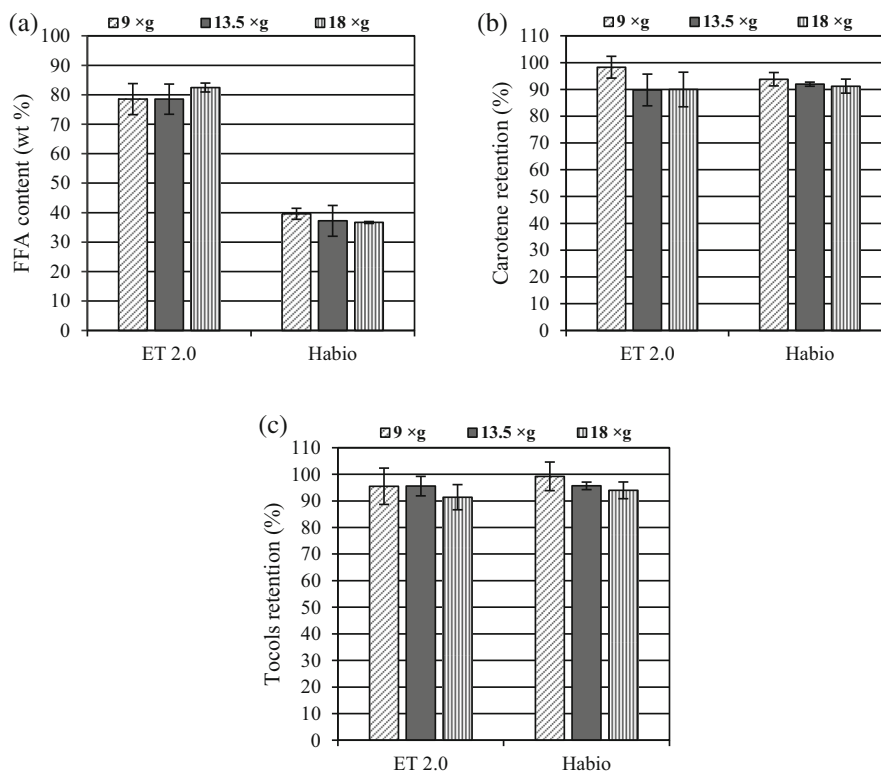 (a)
9 ×g 13.5 ×g 18 ×g
100
90
80
70
60
50
40
30
20
10
0
FFA content (wt %)
ET 2.0 Habio
(b)
9 ×g 13.5 ×g 18 ×g
110
100
90
80
70
60
50
40
30
20
10
0
Carotene retention (%)
ET 2.0 Habio
(c)
9 ×g 13.5 ×g 18 ×g
110
100
90
80
70
60
50
40
30
20
10
0
Tocols retention (%)
ET 2.0 Habio